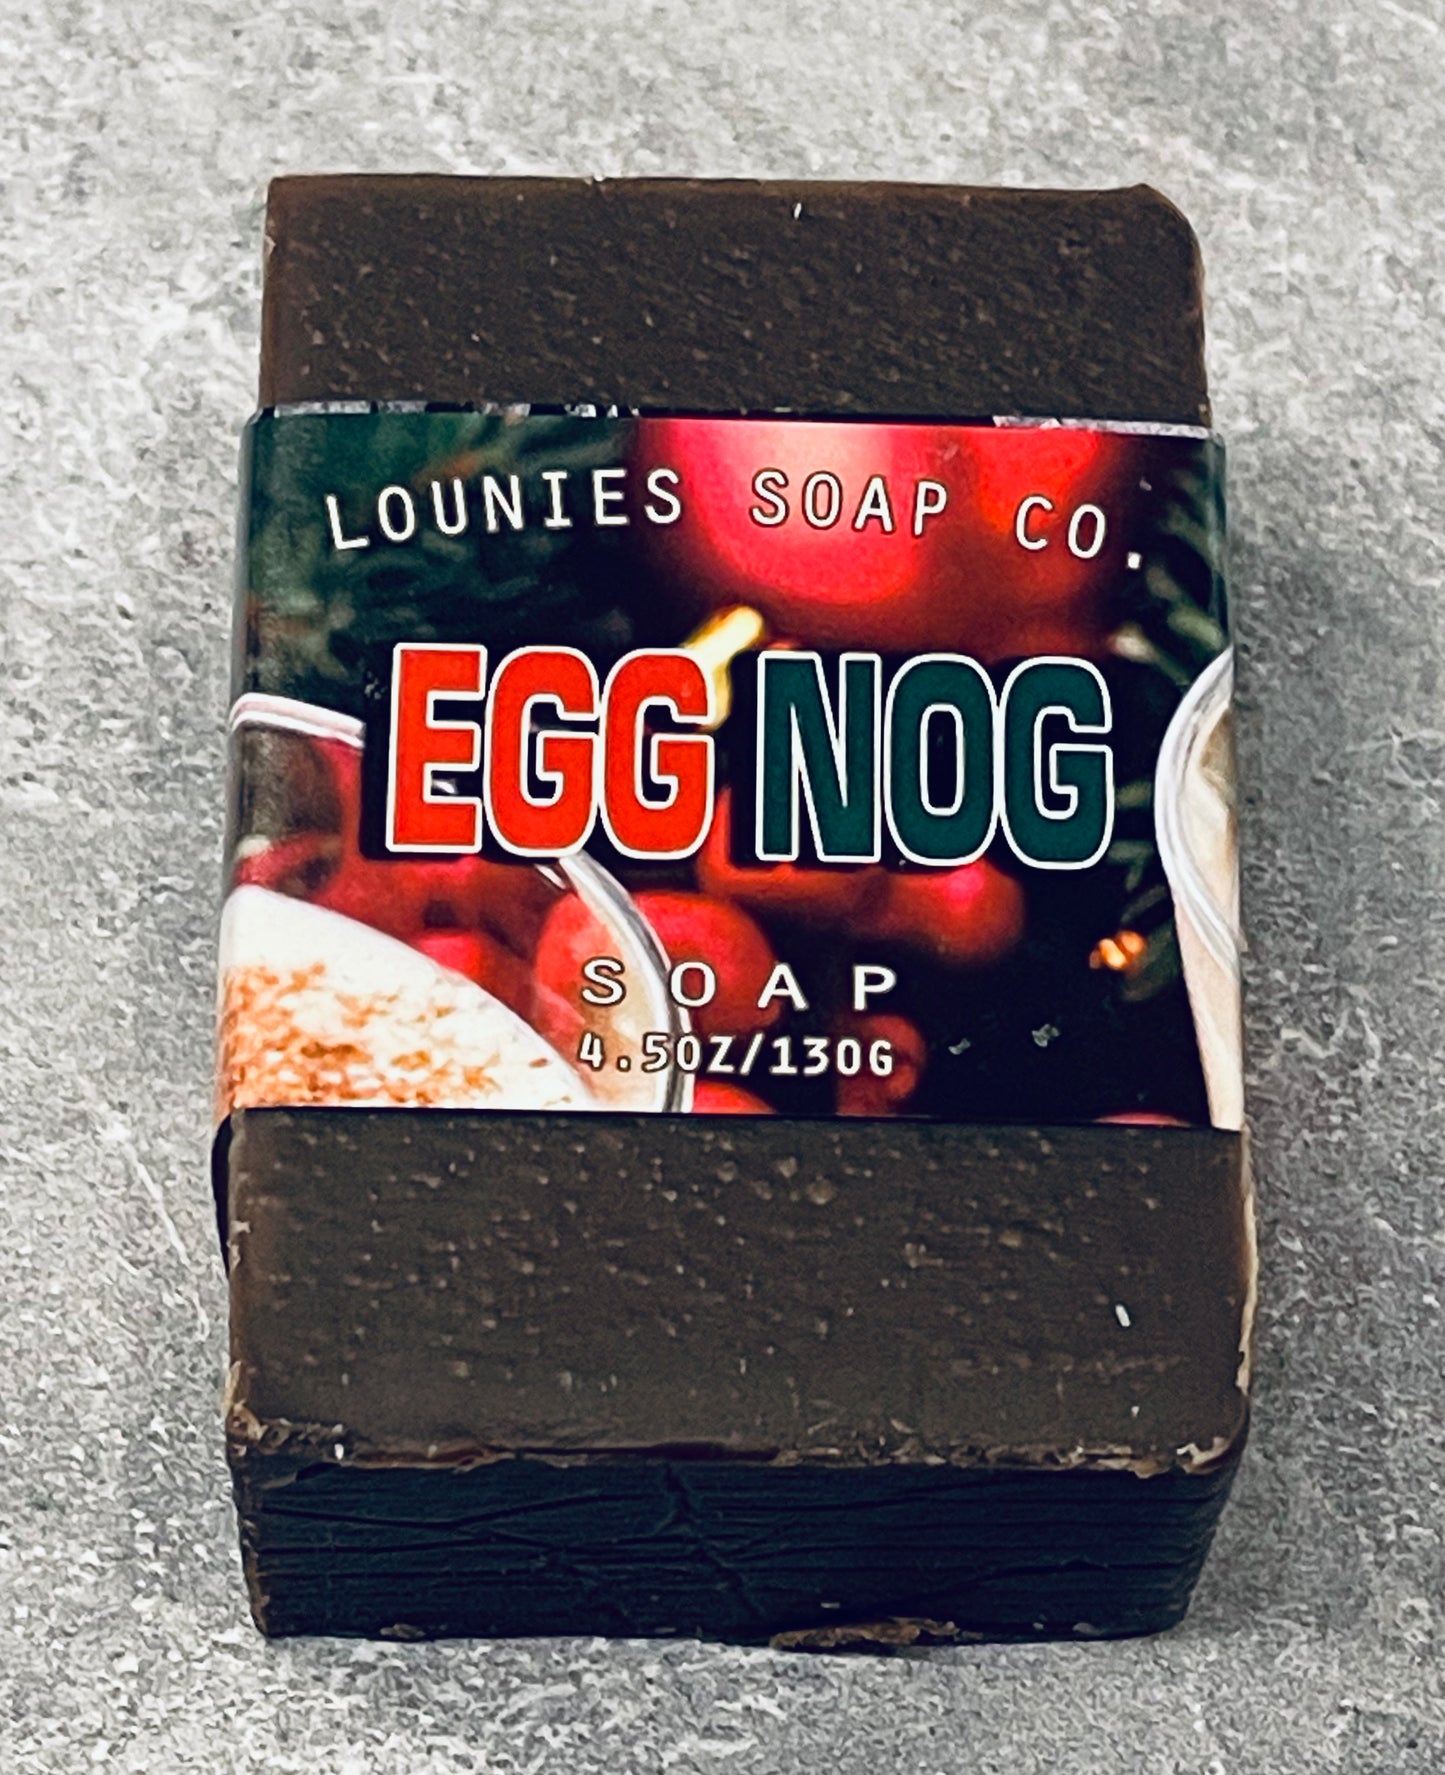 LOUNIES SOAP CO.
EGG NOG
SOAP
4.5OZ/130G